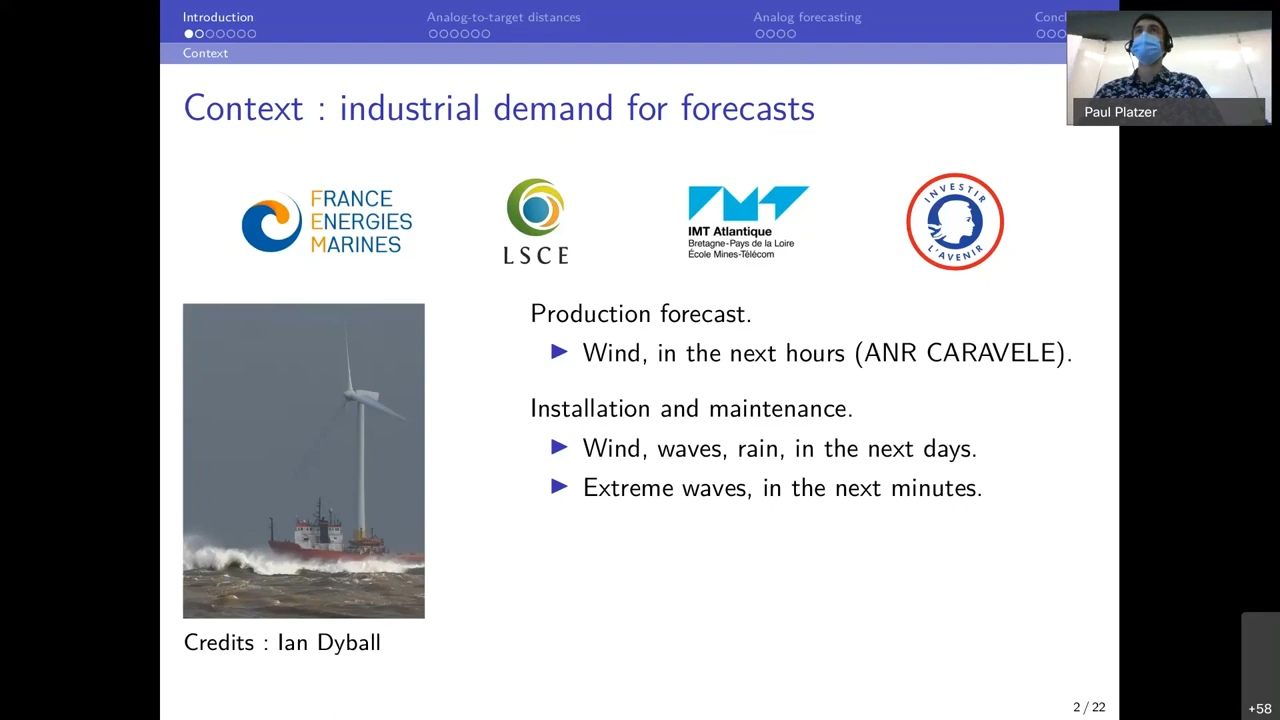 Introduction
Analog-to-target distances
Analog forecasting
Context
Paul Platzer
Context : industrial demand for forecasts
FRANCE
ENERGIES
MARINES
LSCE
IMT Atlantique
Bretagne-Pays de la Loire
École Mines-Télécom
INVESTIR
L'AVENIR
Production forecast.
Wind, in the next hours (ANR CARAVELE).
Installation and maintenance.
Wind, waves, rain, in the next days.
Extreme waves, in the next minutes.
Credits : Ian Dyball
2 / 22
+58